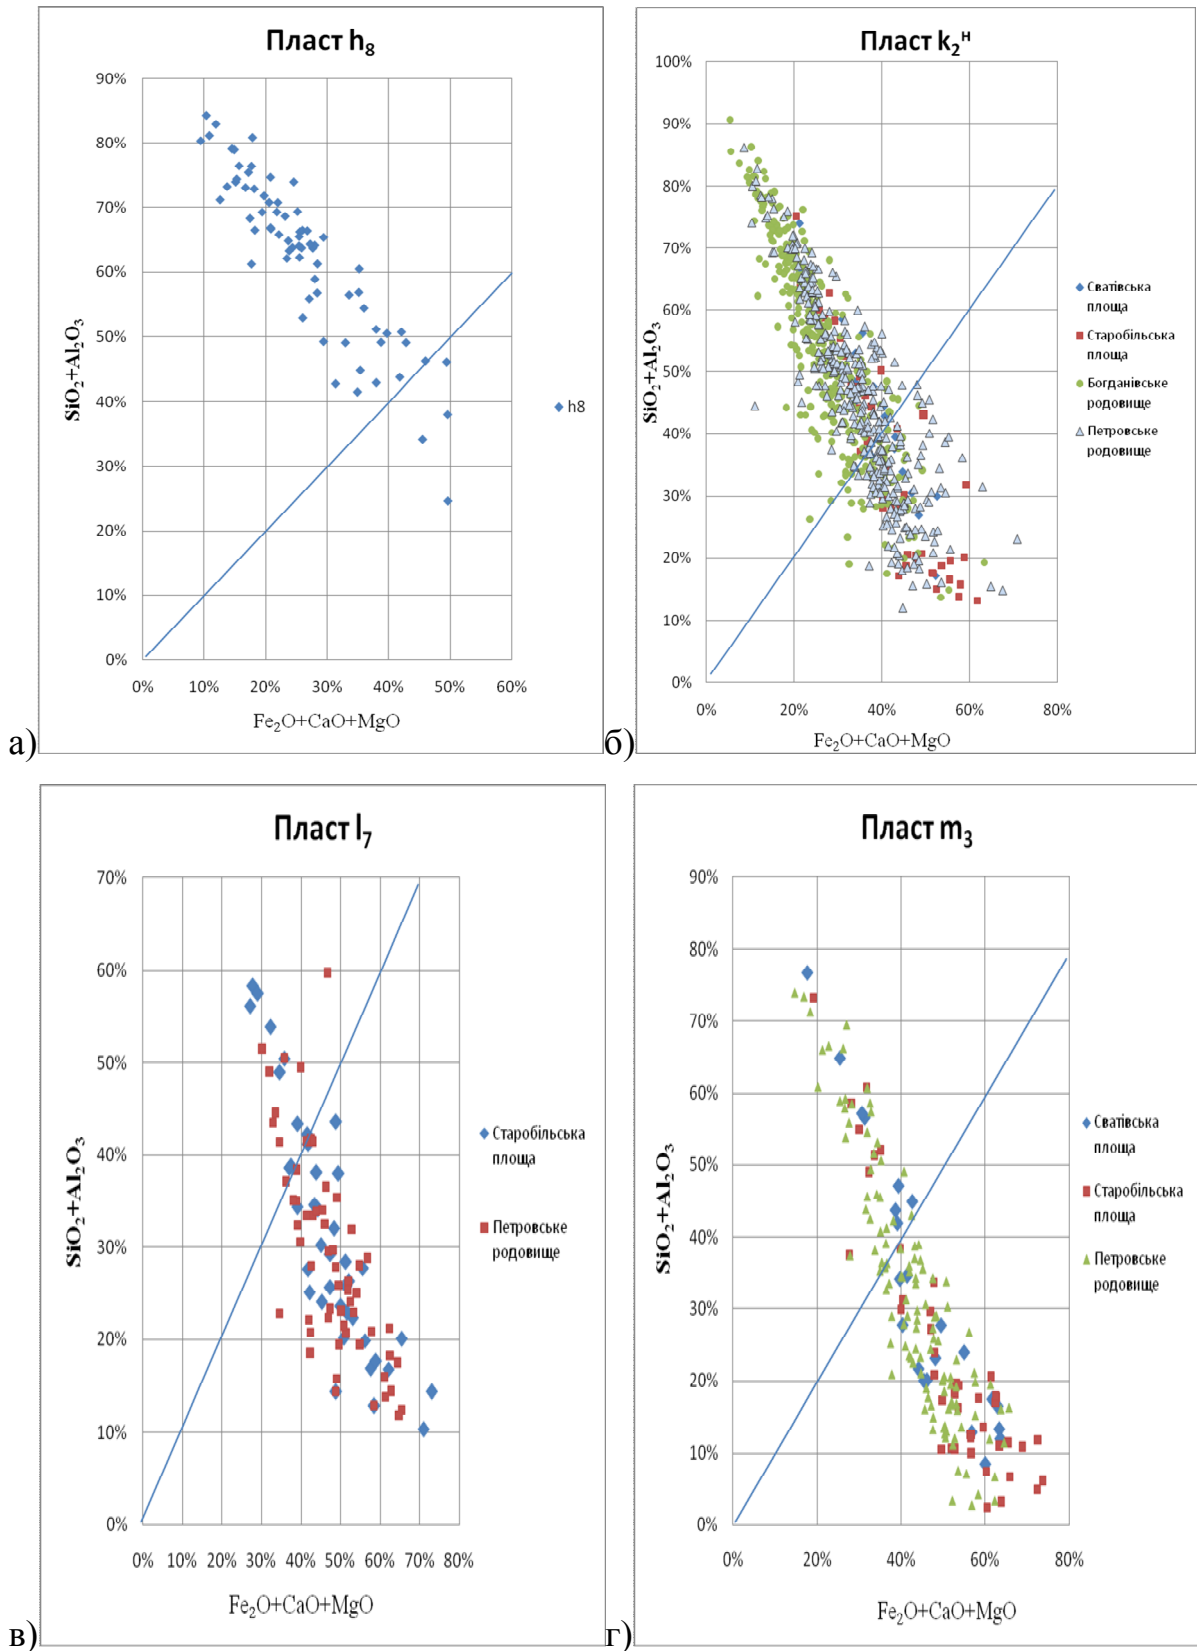 Пласт h₈
90%
80%
70%
60%
50%
40%
30%
20%
10%
0%
0% 10% 20% 30% 40% 50% 60%
SiO₂+Al₂O₃
Fe₂O+CaO+MgO
h8
а)
Пласт k₂ᴴ
100%
90%
80%
70%
60%
50%
40%
30%
20%
10%
0%
0% 20% 40% 60% 80%
SiO₂+Al₂O₃
Fe₂O+CaO+MgO
Сватівська
площа
Старобільська
площа
Богданівське
родовище
Петровське
родовище
б)
Пласт l₇
70%
60%
50%
40%
30%
20%
10%
0%
0% 10% 20% 30% 40% 50% 60% 70% 80%
SiO₂+Al₂O₃
Fe₂O+CaO+MgO
Старобільська
площа
Петровське
родовище
в)
Пласт m₃
90%
80%
70%
60%
50%
40%
30%
20%
10%
0%
0% 20% 40% 60% 80%
SiO₂+Al₂O₃
Fe₂O+CaO+MgO
Сватівська
площа
Старобільська
площа
Петровське
родовище
г)